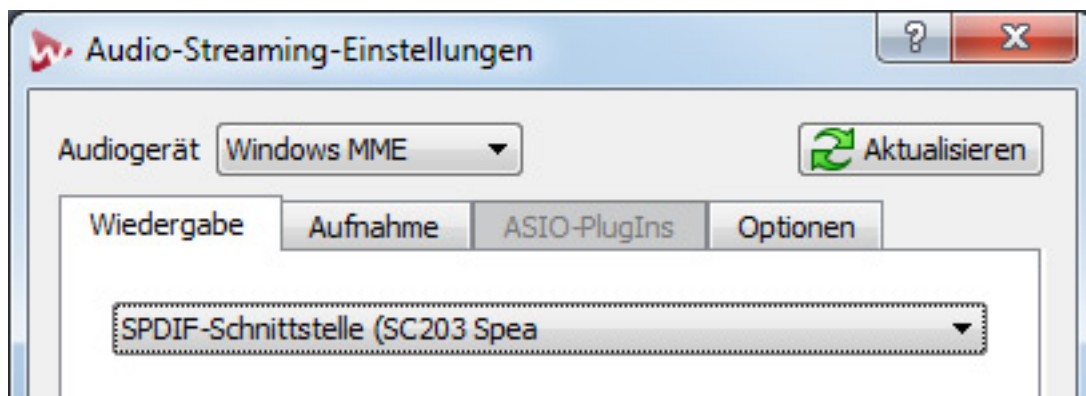 Audio-Streaming-Einstellungen
Audiogerät Windows MME Aktualisieren
Wiedergabe Aufnahme ASIO-PlugIns Optionen
SPDIF-Schnittstelle (SC203 Spea